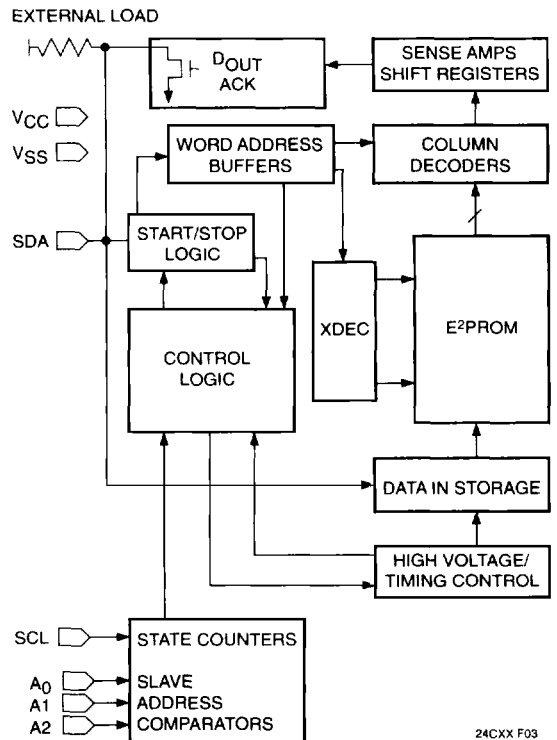 EXTERNAL LOAD
DOUT
ACK
SENSE AMPS
SHIFT REGISTERS
VCC
VSS
WORD ADDRESS
BUFFERS
COLUMN
DECODERS
SDA
START/STOP
LOGIC
XDEC
E²PROM
CONTROL
LOGIC
DATA IN STORAGE
HIGH VOLTAGE/
TIMING CONTROL
SCL
STATE COUNTERS
A0
SLAVE
A1
ADDRESS
A2
COMPARATORS
24CXX F03